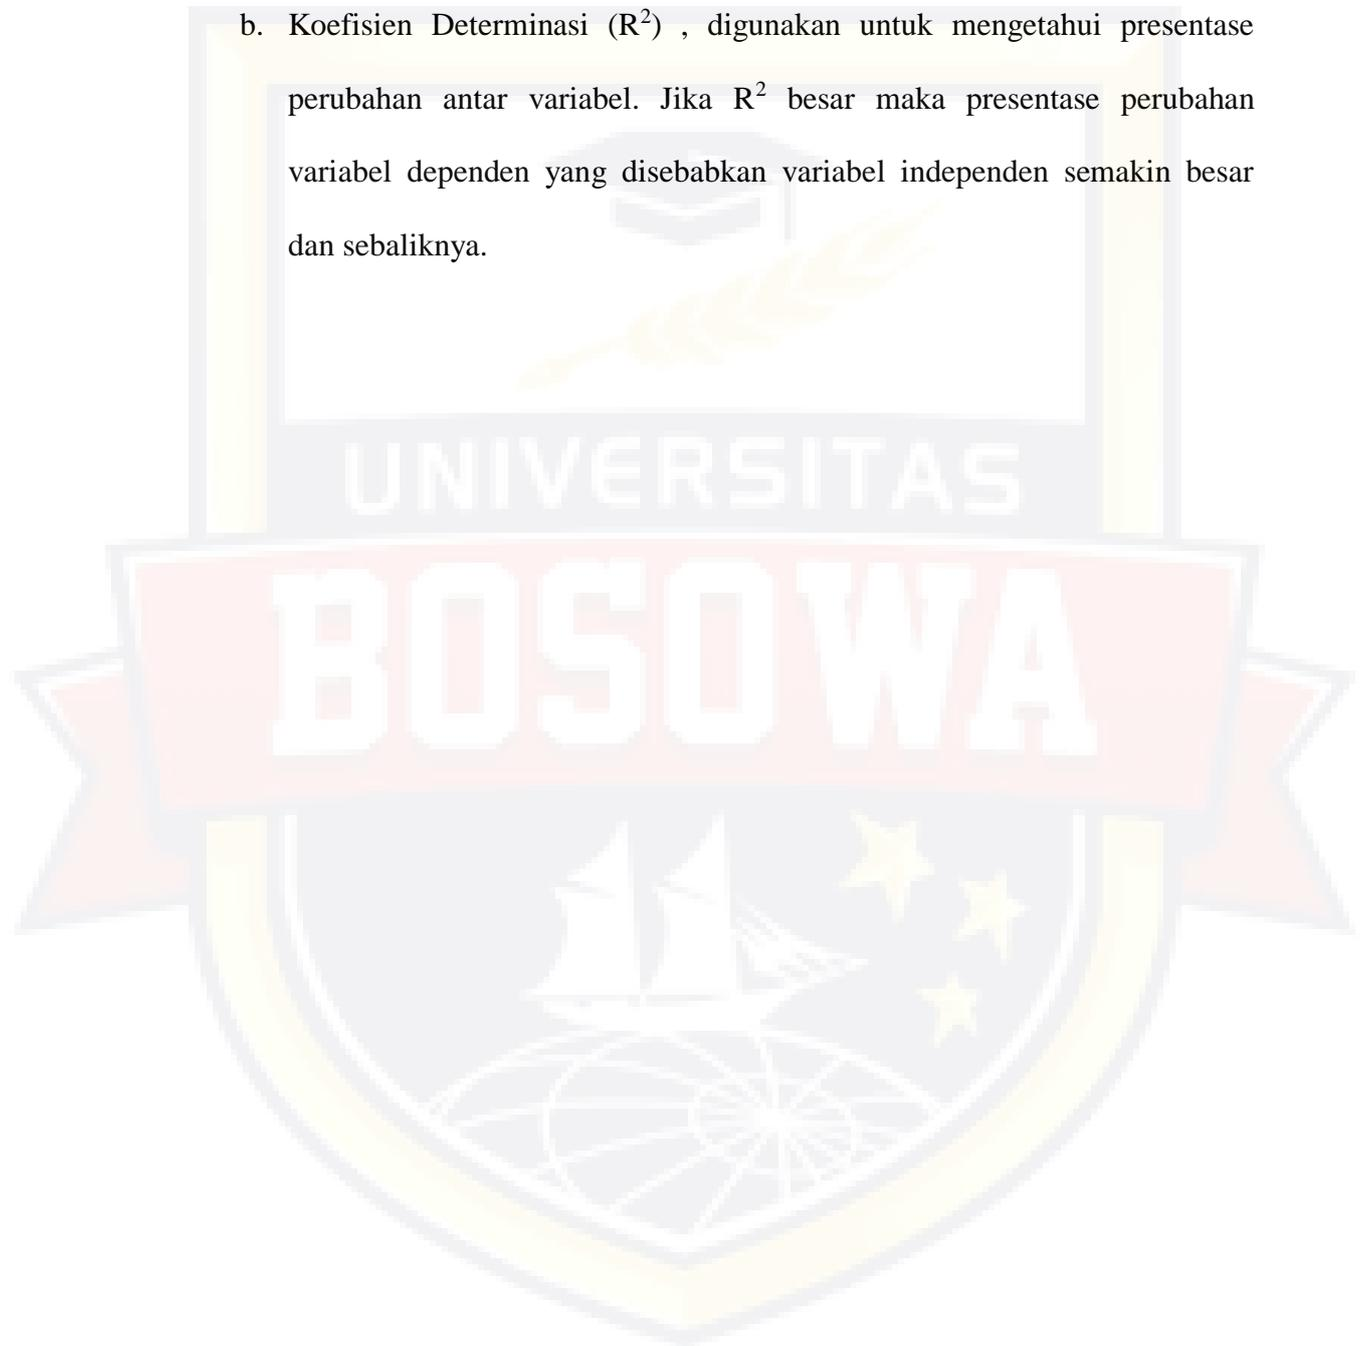 b. Koefisien Determinasi (R²) , digunakan untuk mengetahui presentase
perubahan antar variabel. Jika R² besar maka presentase perubahan
variabel dependen yang disebabkan variabel independen semakin besar
dan sebaliknya.
UNIVERSITAS
BOSOWA